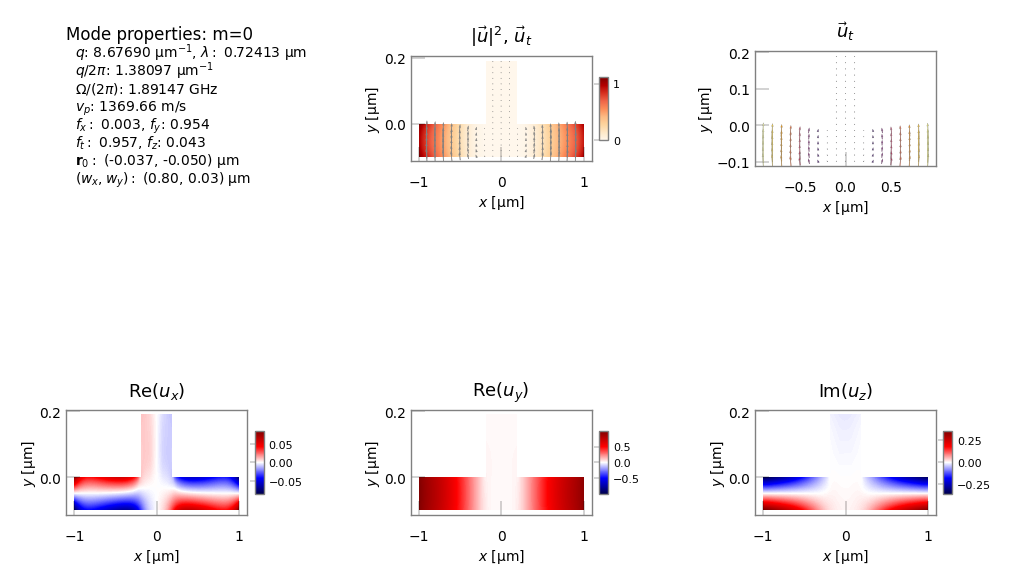 Mode properties: m=0
q: 8.67690 μm⁻¹, λ : 0.72413 μm
q/2π: 1.38097 μm⁻¹
Ω/(2π): 1.89147 GHz
vₚ: 1369.66 m/s
fₓ : 0.003, f_y: 0.954
f_t : 0.957, f_z: 0.043
r₀ : (-0.037, -0.050) μm
(wₓ, w_y) : (0.80, 0.03) μm
|u⃗|², u⃗_t
0.2
0.0
y [μm]
−1
0
1
x [μm]
1
0
u⃗_t
0.2
0.1
0.0
−0.1
y [μm]
−0.5
0.0
0.5
x [μm]
Re(uₓ)
0.2
0.0
y [μm]
−1
0
1
x [μm]
0.05
0.00
−0.05
Re(u_y)
0.2
0.0
y [μm]
−1
0
1
x [μm]
0.5
0.0
−0.5
Im(u_z)
0.2
0.0
y [μm]
−1
0
1
x [μm]
0.25
0.00
−0.25